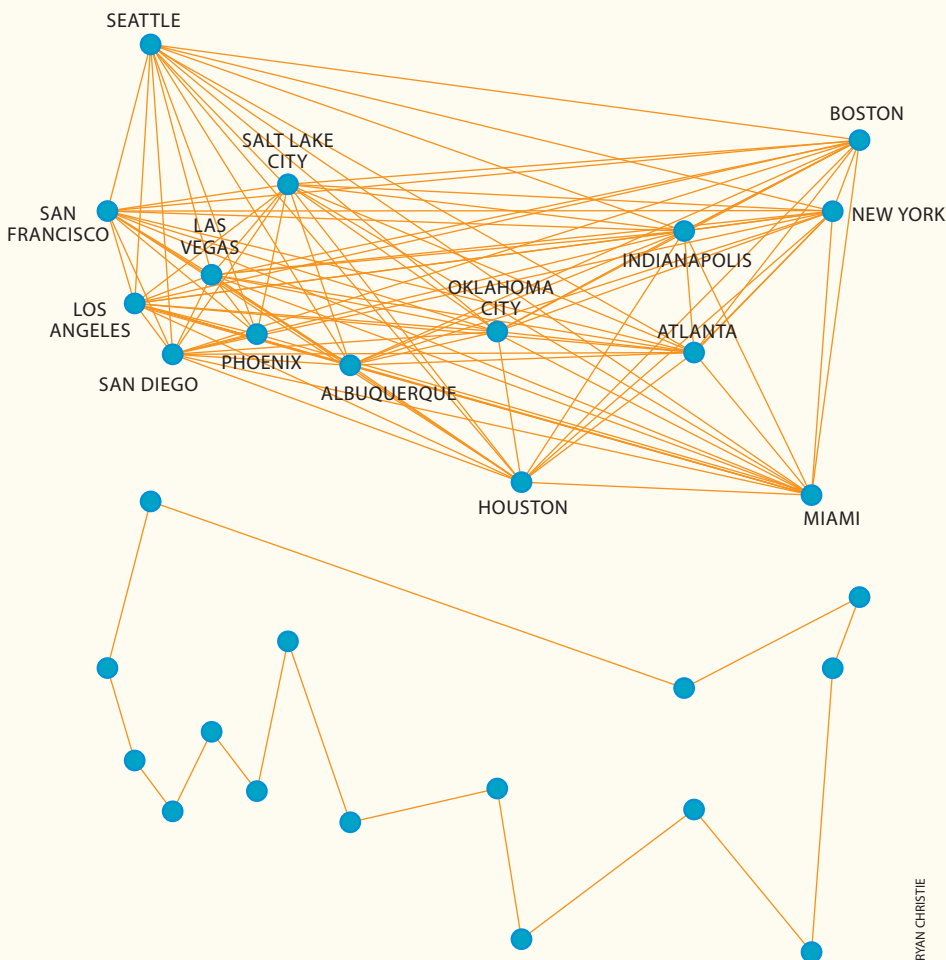 SEATTLE
BOSTON
SALT LAKE
CITY
SAN
FRANCISCO
LAS
VEGAS
NEW YORK
INDIANAPOLIS
OKLAHOMA
CITY
LOS
ANGELES
ATLANTA
PHOENIX
SAN DIEGO
ALBUQUERQUE
HOUSTON
MIAMI
RYAN CHRISTIE